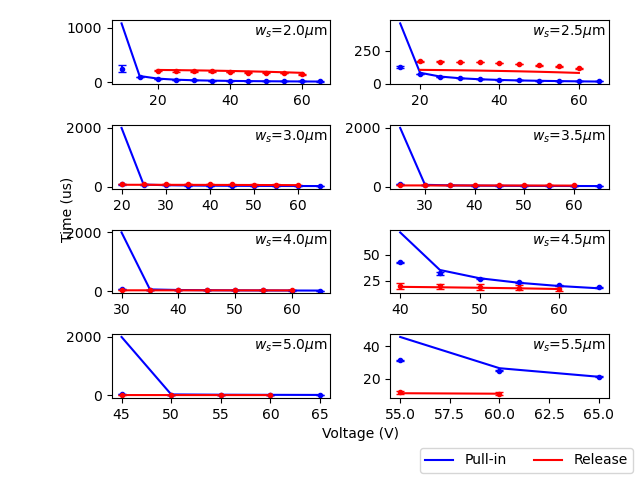 w_s=2.0μm
1000
0
20 40 60
w_s=2.5μm
250
0
20 40 60
w_s=3.0μm
2000
0
20 30 40 50 60
w_s=3.5μm
2000
0
30 40 50 60
Time (us)
w_s=4.0μm
2000
0
30 40 50 60
w_s=4.5μm
50
25
40 50 60
w_s=5.0μm
2000
0
45 50 55 60 65
w_s=5.5μm
40
20
55.0 57.5 60.0 62.5 65.0
Voltage (V)
Pull-in Release